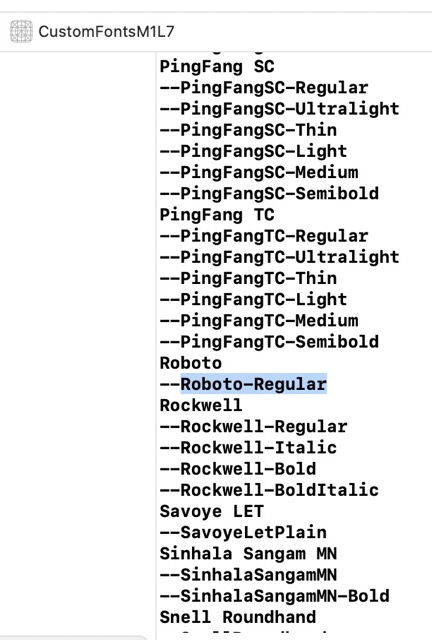 CustomFontsM1L7
PingFang SC
--PingFangSC-Regular
--PingFangSC-Ultralight
--PingFangSC-Thin
--PingFangSC-Light
--PingFangSC-Medium
--PingFangSC-Semibold
PingFang TC
--PingFangTC-Regular
--PingFangTC-Ultralight
--PingFangTC-Thin
--PingFangTC-Light
--PingFangTC-Medium
--PingFangTC-Semibold
Roboto
--Roboto-Regular
Rockwell
--Rockwell-Regular
--Rockwell-Italic
--Rockwell-Bold
--Rockwell-BoldItalic
Savoye LET
--SavoyeLetPlain
Sinhala Sangam MN
--SinhalaSangamMN
--SinhalaSangamMN-Bold
Snell Roundhand